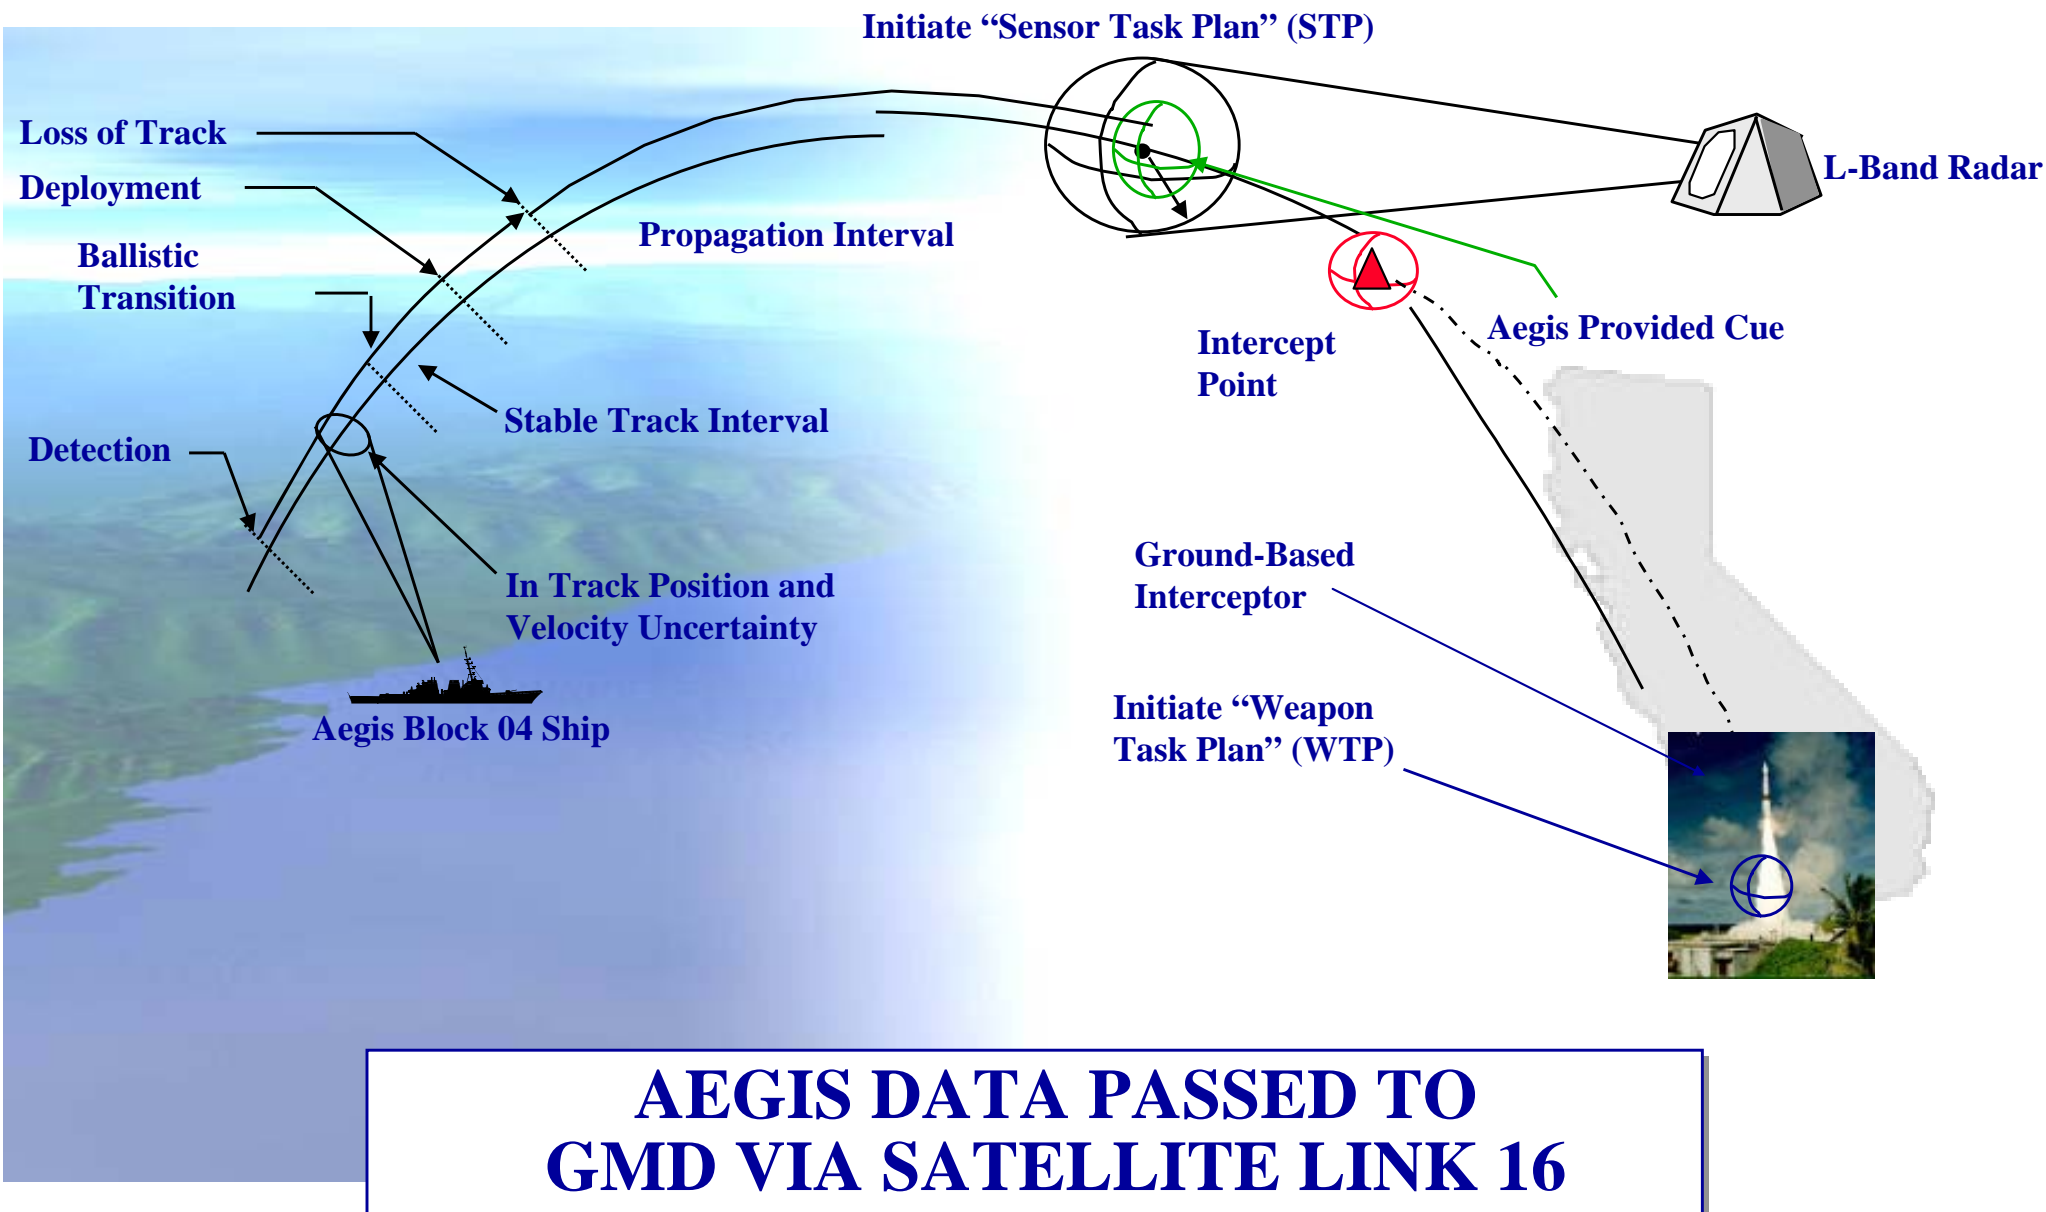 Initiate “Sensor Task Plan” (STP)
Loss of Track
Deployment
Ballistic
Transition
Detection
Propagation Interval
Stable Track Interval
In Track Position and
Velocity Uncertainty
Aegis Block 04 Ship
L-Band Radar
Aegis Provided Cue
Intercept
Point
Ground-Based
Interceptor
Initiate “Weapon
Task Plan” (WTP)
AEGIS DATA PASSED TO
GMD VIA SATELLITE LINK 16